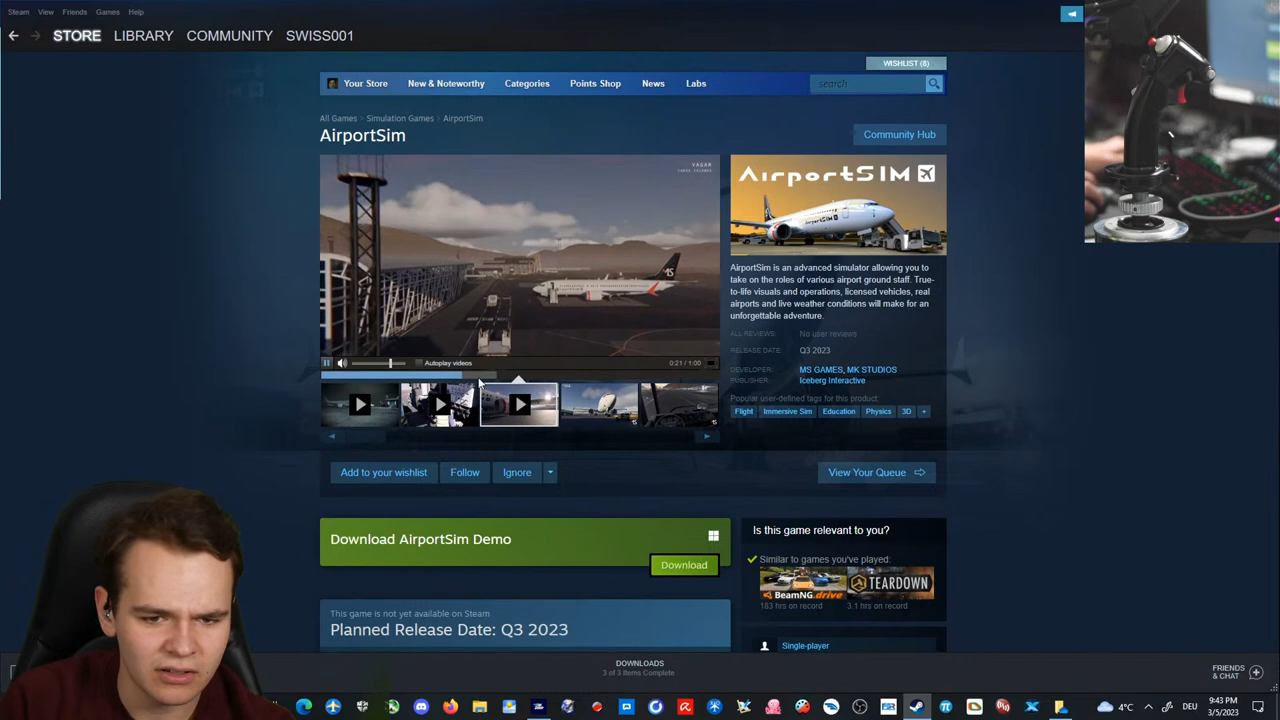 Steam View Friends Games Help
STORE LIBRARY COMMUNITY SWISS001
WISHLIST (8)
Your Store New & Noteworthy Categories Points Shop News Labs search
All Games > Simulation Games > AirportSim
AirportSim
Community Hub
VAGAR
AIRPORTSIM
AirportSim is an advanced simulator allowing you to
take on the roles of various airport ground staff. True-
to-life visuals and operations, licensed vehicles, real
airports and live weather conditions will make for an
unforgettable adventure.
ALL REVIEWS: No user reviews
RELEASE DATE: Q3 2023
DEVELOPER: MS GAMES, MK STUDIOS
PUBLISHER: Iceberg Interactive
Popular user-defined tags for this product:
Flight Immersive Sim Education Physics 3D +
Autoplay videos 0:21 / 1:00
Add to your wishlist Follow Ignore View Your Queue
Download AirportSim Demo
Download
Is this game relevant to you?
Similar to games you've played:
BeamNG.drive TEARDOWN
183 hrs on record 3.1 hrs on record
This game is not yet available on Steam
Planned Release Date: Q3 2023
Single-player
DOWNLOADS
3 of 3 Items Complete
FRIENDS
& CHAT
4°C DEU 9:43 PM
3/5/2023